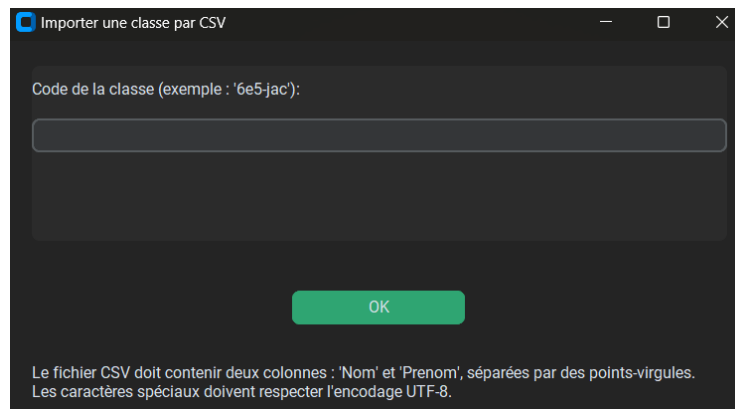 Importer une classe par CSV
Code de la classe (exemple : '6e5-jac'):
OK
Le fichier CSV doit contenir deux colonnes : 'Nom' et 'Prenom', séparées par des points-virgules.
Les caractères spéciaux doivent respecter l'encodage UTF-8.